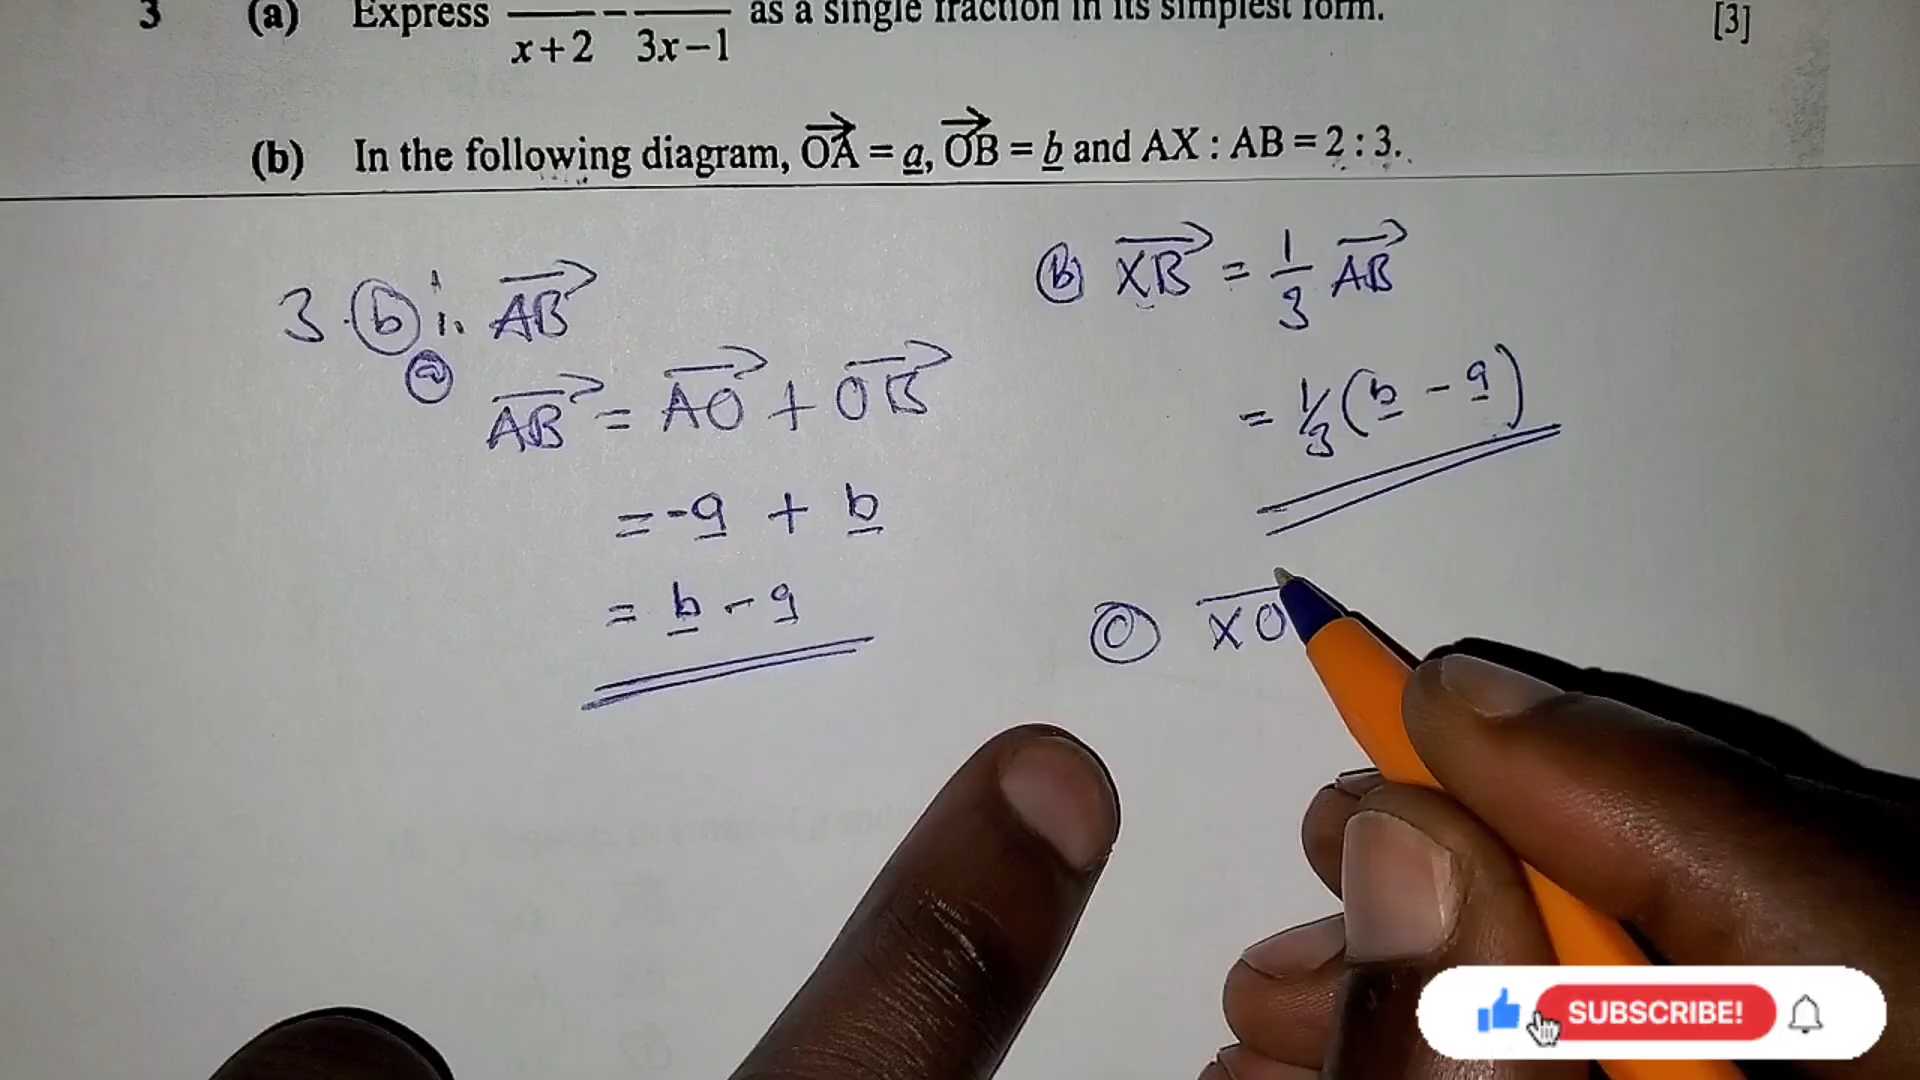 3 (a) Express x+2 − 3x−1 as a single fraction in its simplest form. [3]
(b) In the following diagram, OA = a, OB = b and AX : AB = 2 : 3.
3 (b) i. AB
(a) AB = AO + OB
= -a + b
= b - a
(b) XB = 1/3 AB
= 1/3 (b - a)
(c) XO
SUBSCRIBE!